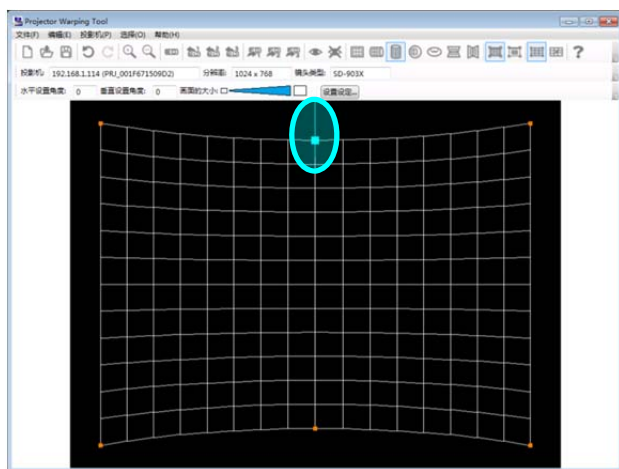 Projector Warping Tool
文件(F) 编辑(E) 投影机(P) 选择(O) 帮助(H)
投影机: 192.168.1.114 (PRJ_001F671509D2) 分辨率: 1024 x 768 镜头类型: SD-903X
水平设置角度: 0 垂直设置角度: 0 画面的大小: 设置设定...